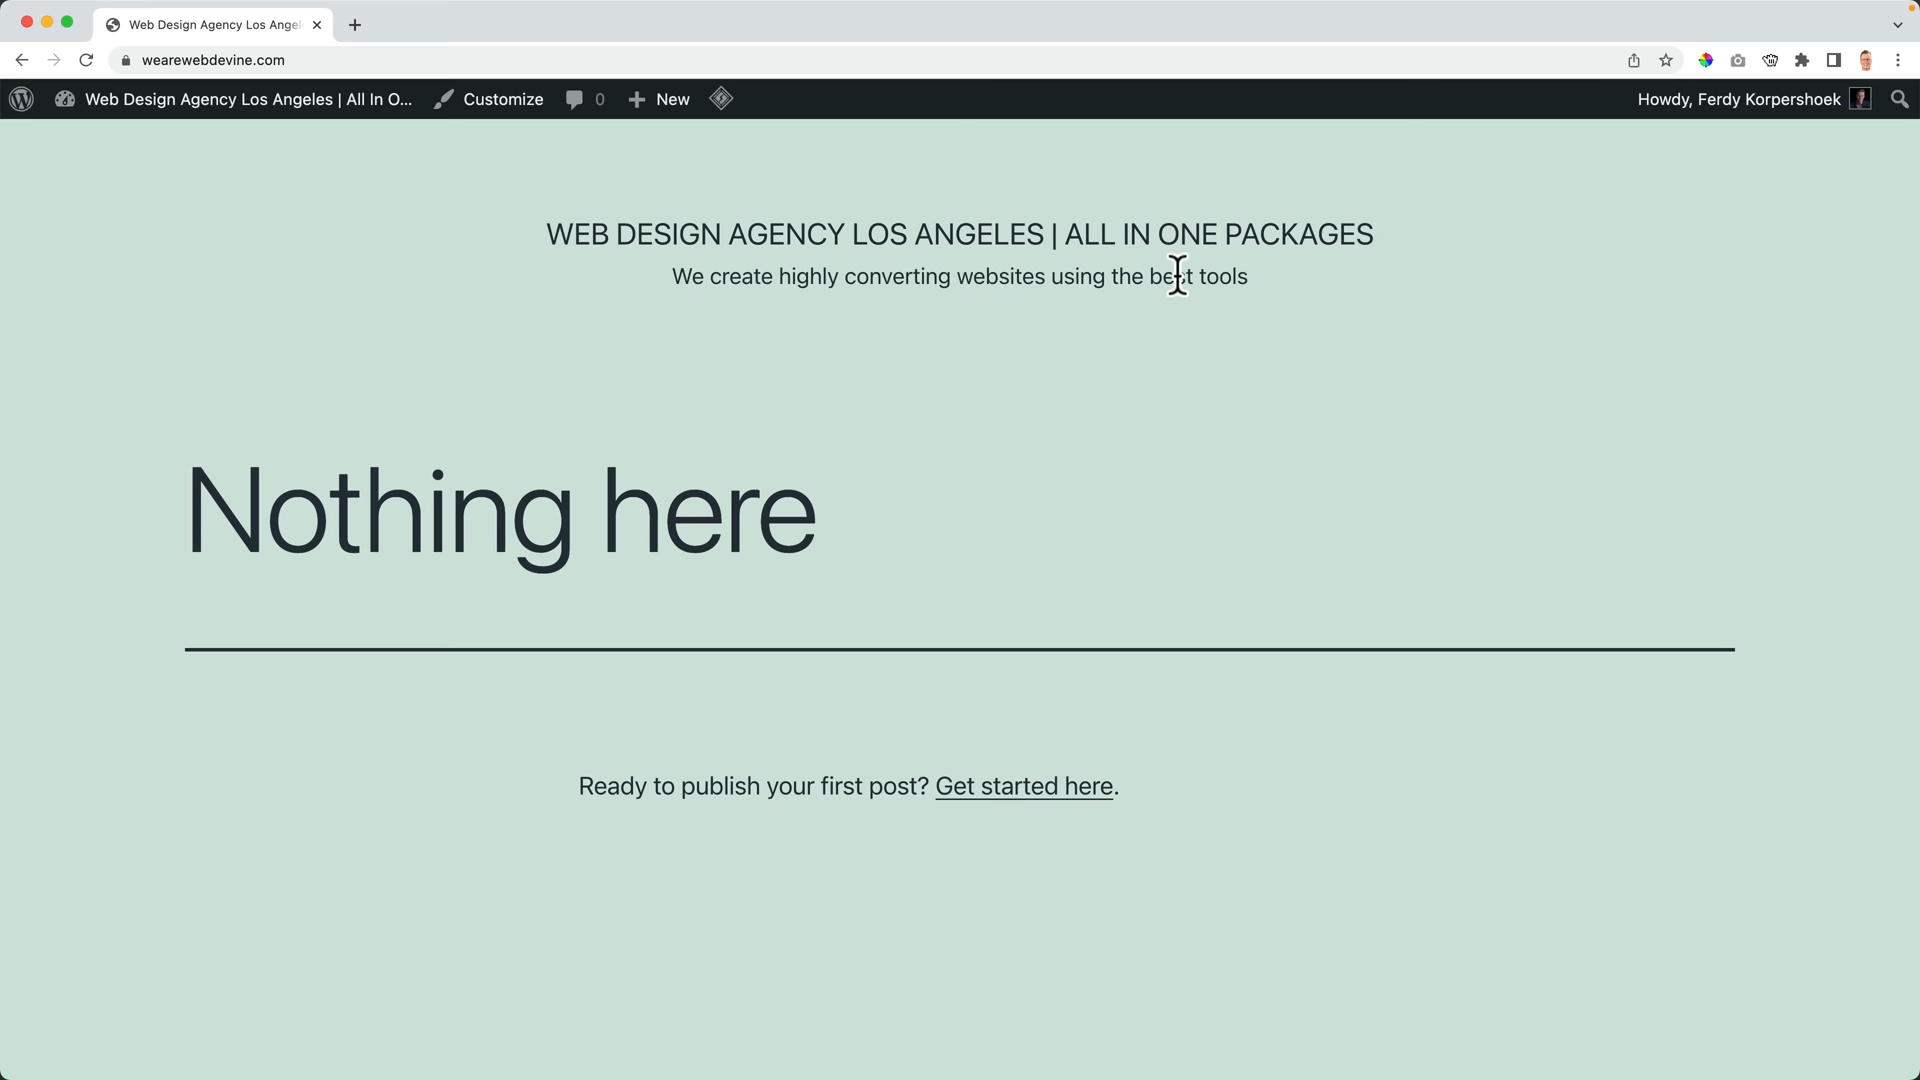 Web Design Agency Los Angel
wearewebdevine.com
Web Design Agency Los Angeles | All In O... Customize 0 New Howdy, Ferdy Korpershoek
WEB DESIGN AGENCY LOS ANGELES | ALL IN ONE PACKAGES
We create highly converting websites using the best tools
Nothing here
Ready to publish your first post? Get started here.